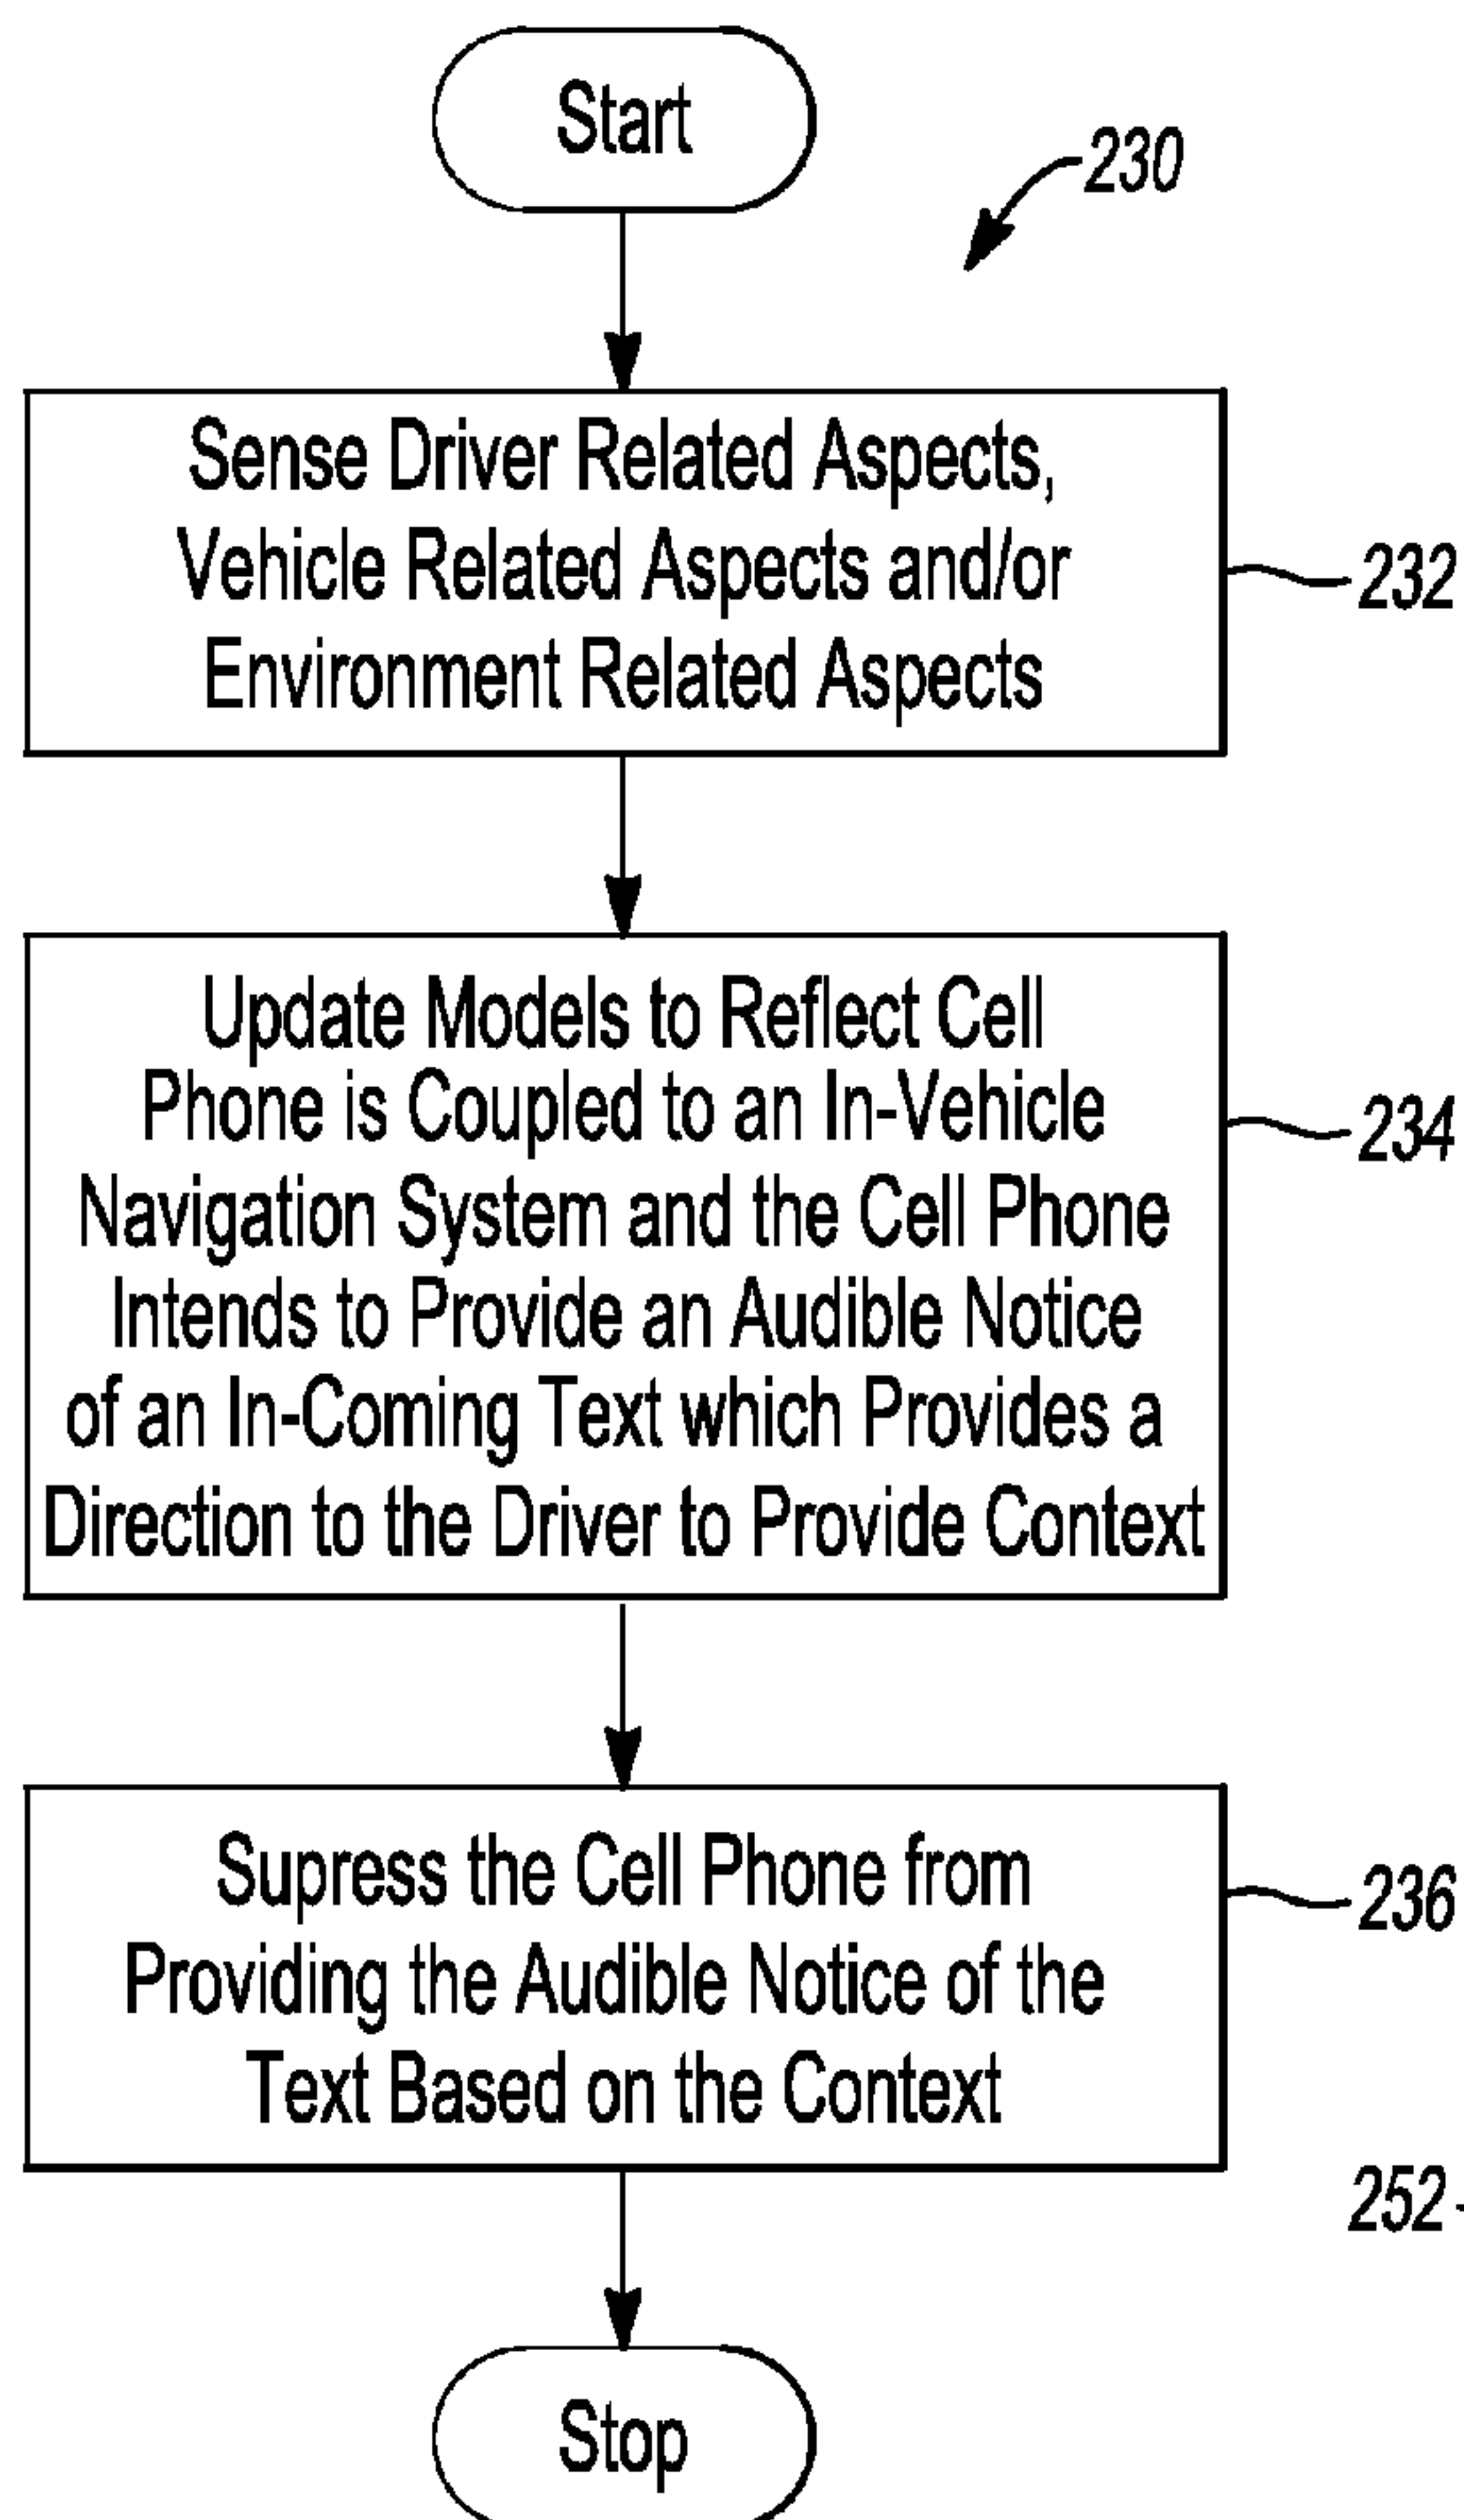 Start
230
Sense Driver Related Aspects,
Vehicle Related Aspects and/or
Environment Related Aspects
232
Update Models to Reflect Cell
Phone is Coupled to an In-Vehicle
Navigation System and the Cell Phone
Intends to Provide an Audible Notice
of an In-Coming Text which Provides a
Direction to the Driver to Provide Context
234
Supress the Cell Phone from
Providing the Audible Notice of the
Text Based on the Context
236
252
Stop